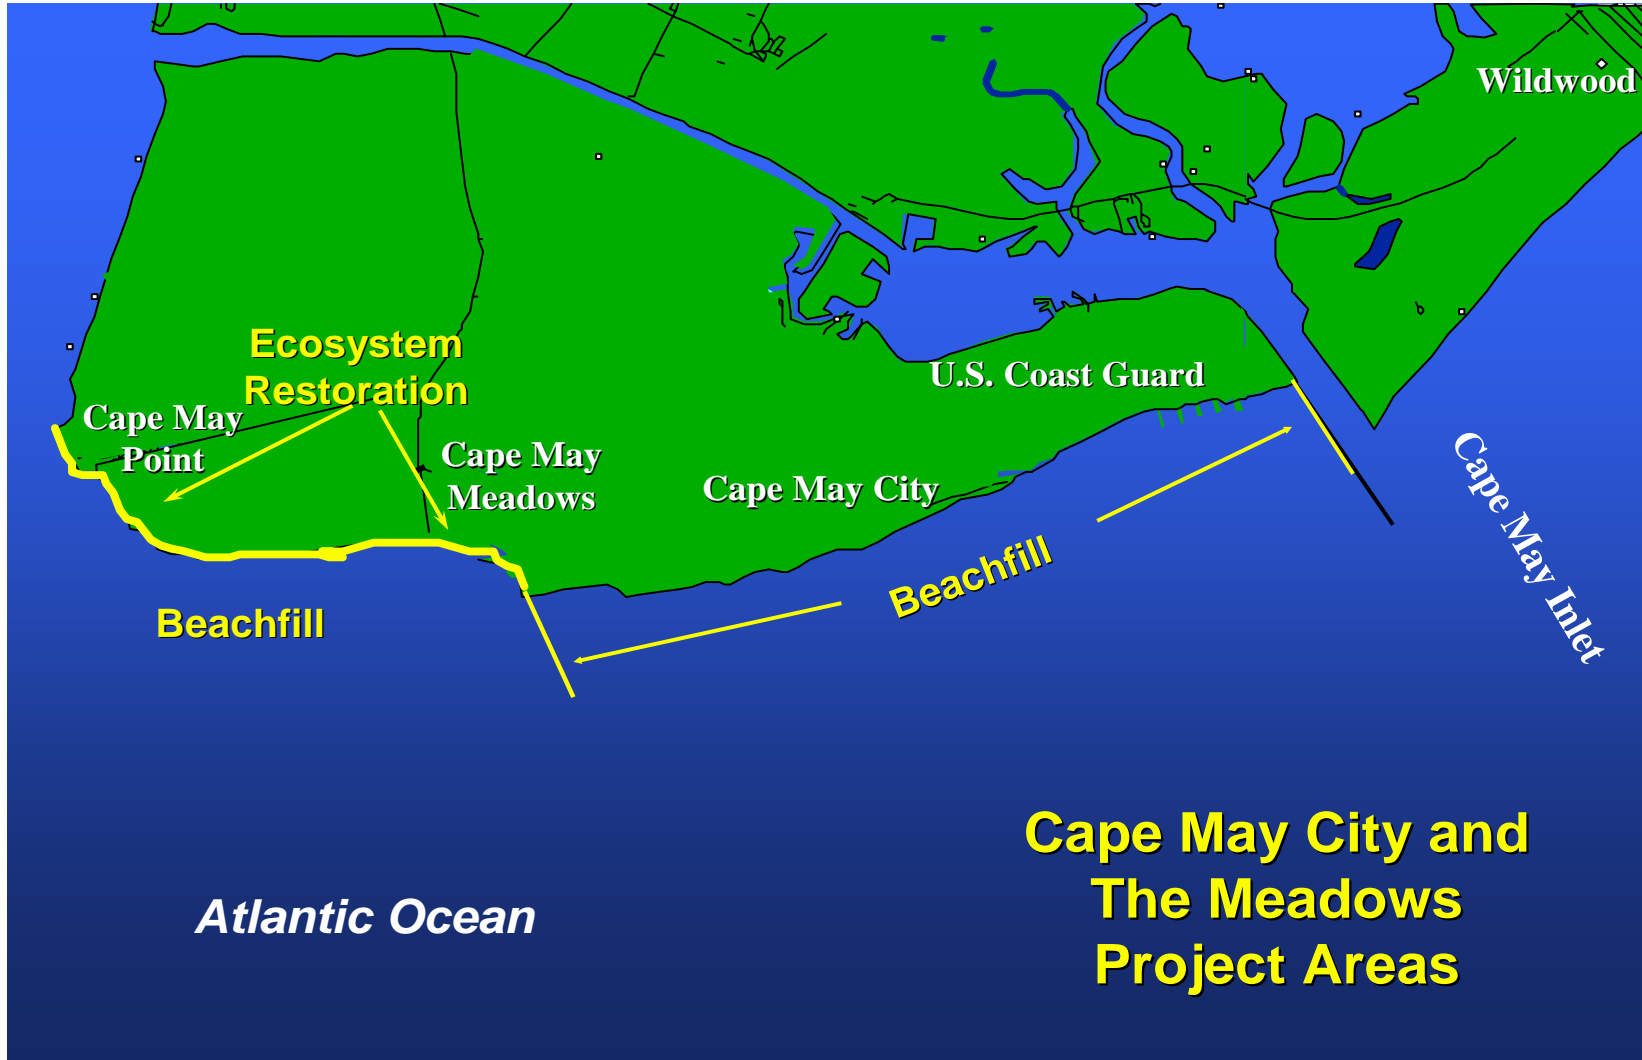 Wildwood
Ecosystem
Restoration
U.S. Coast Guard
Cape May
Point
Cape May
Meadows
Cape May City
Cape May Inlet
Beachfill
Beachfill
Cape May City and
The Meadows
Project Areas
Atlantic Ocean